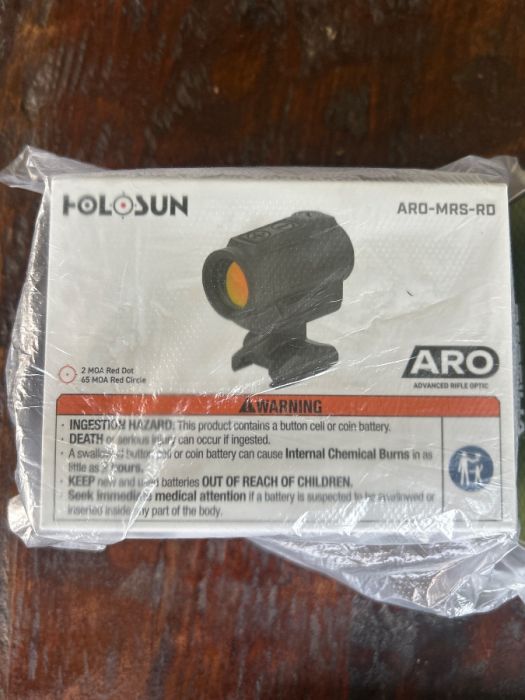 HOLOSUN
ARO-MRS-RD
2 MOA Red Dot
65 MOA Red Circle
ARO
ADVANCED RIFLE OPTIC
WARNING
· INGESTION HAZARD: This product contains a button cell or coin battery.
· DEATH or serious injury can occur if ingested.
· A swallowed button cell or coin battery can cause Internal Chemical Burns in as
little as 2 hours.
· KEEP new and used batteries OUT OF REACH OF CHILDREN.
· Seek immediate medical attention if a battery is suspected to be swallowed or
inserted inside any part of the body.